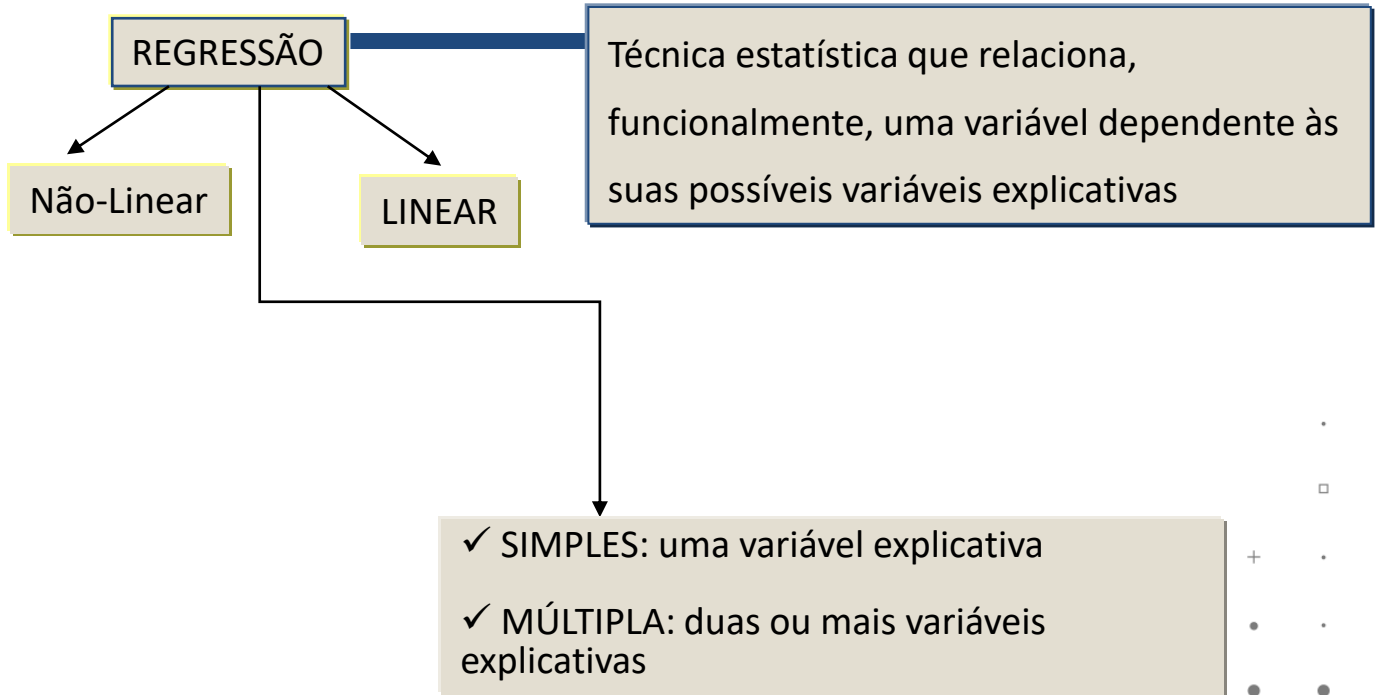 REGRESSÃO
Técnica estatística que relaciona,
funcionalmente, uma variável dependente às
suas possíveis variáveis explicativas
Não-Linear
LINEAR
✓ SIMPLES: uma variável explicativa
✓ MÚLTIPLA: duas ou mais variáveis
explicativas